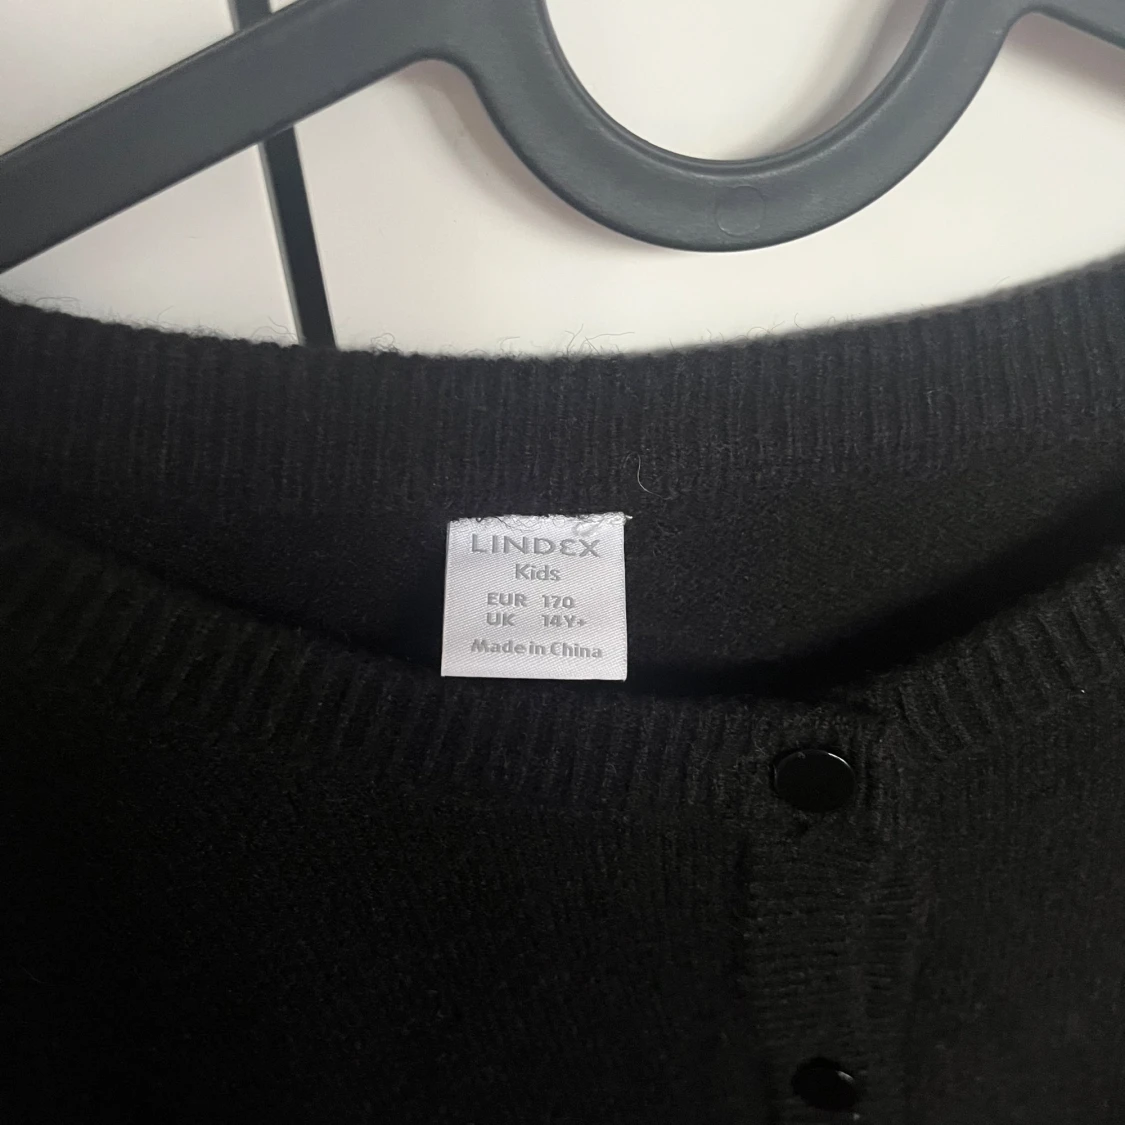 LINDEX
Kids
EUR 170
UK 14Y+
Made in China